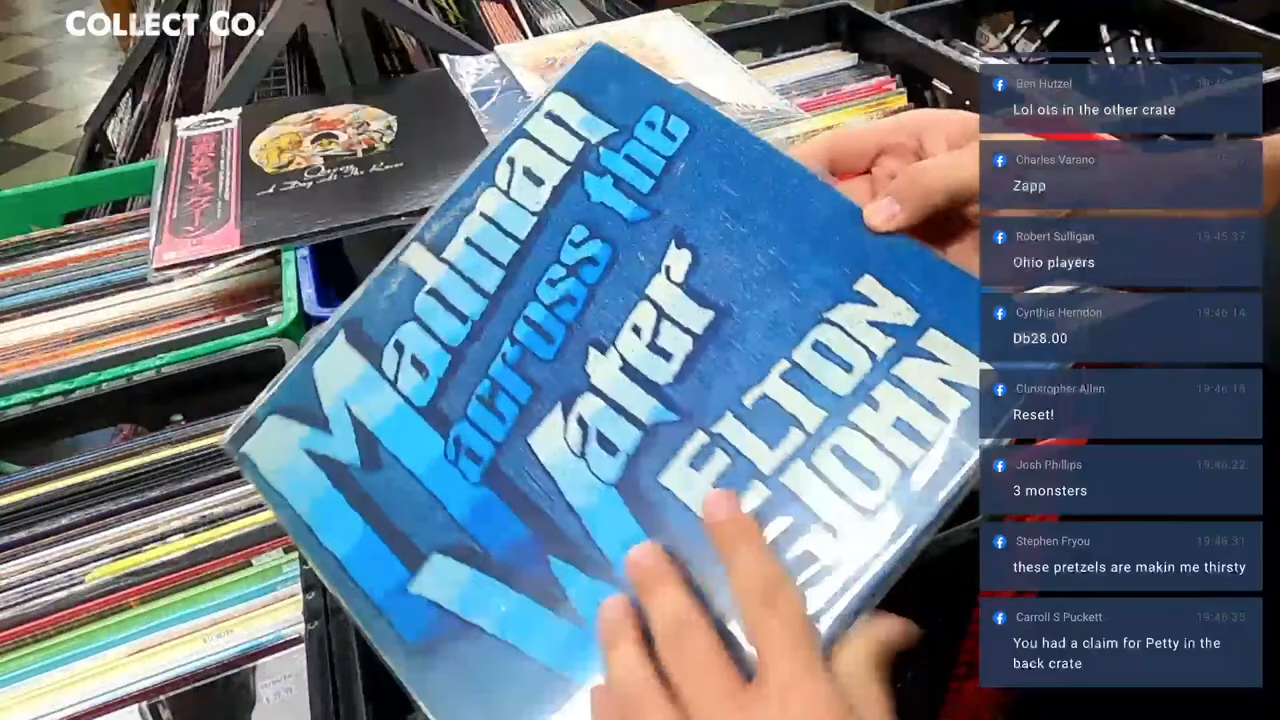 COLLECT CO.
Queen
Madman
across the
Water
ELTON
JOHN
Ben Hutzel
Lol ots in the other crate
Charles Varano
Zapp
Robert Sulligan 19:45:37
Ohio players
Cynthia Herndon 19:46:14
Db28.00
Christopher Allen 19:46:18
Reset!
Josh Phillips 19:46:22
3 monsters
Stephen Fryou 19:46:31
these pretzels are makin me thirsty
Carroll S Puckett 19:46:35
You had a claim for Petty in the
back crate